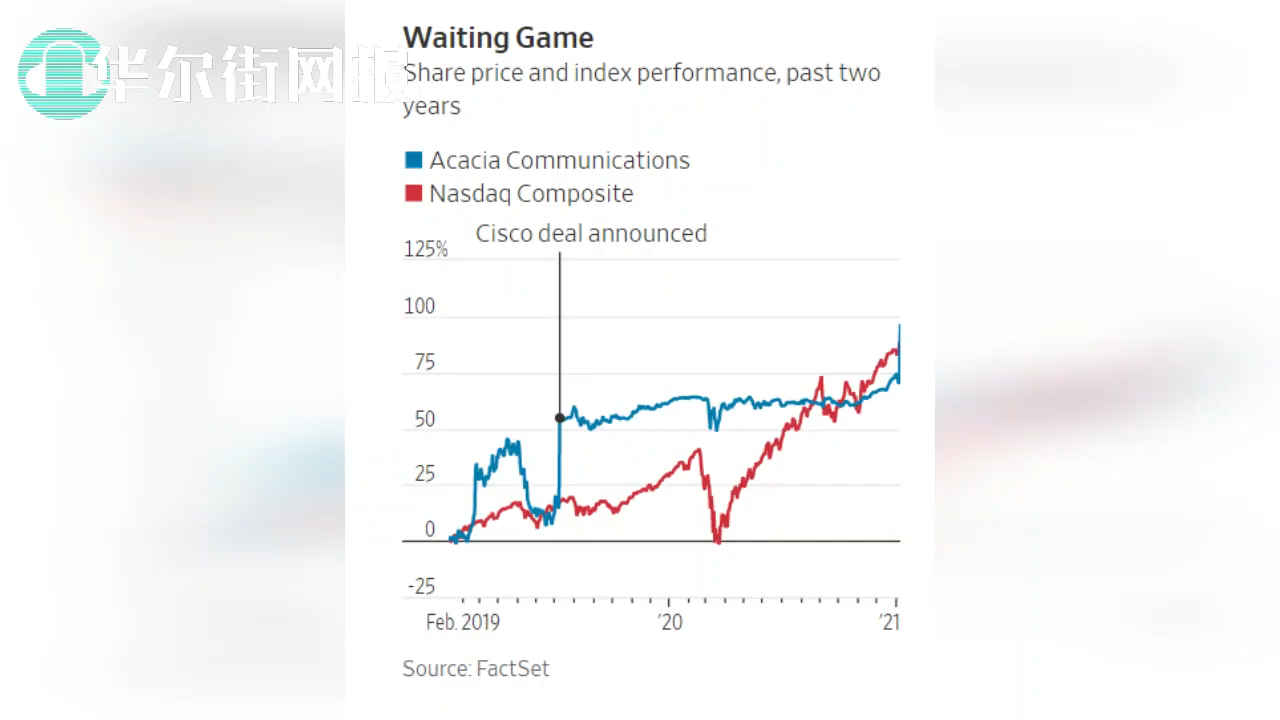 华尔街网报
Waiting Game
Share price and index performance, past two
years
Acacia Communications
Nasdaq Composite
Cisco deal announced
125%
100
75
50
25
0
-25
Feb. 2019 '20 '21
Source: FactSet